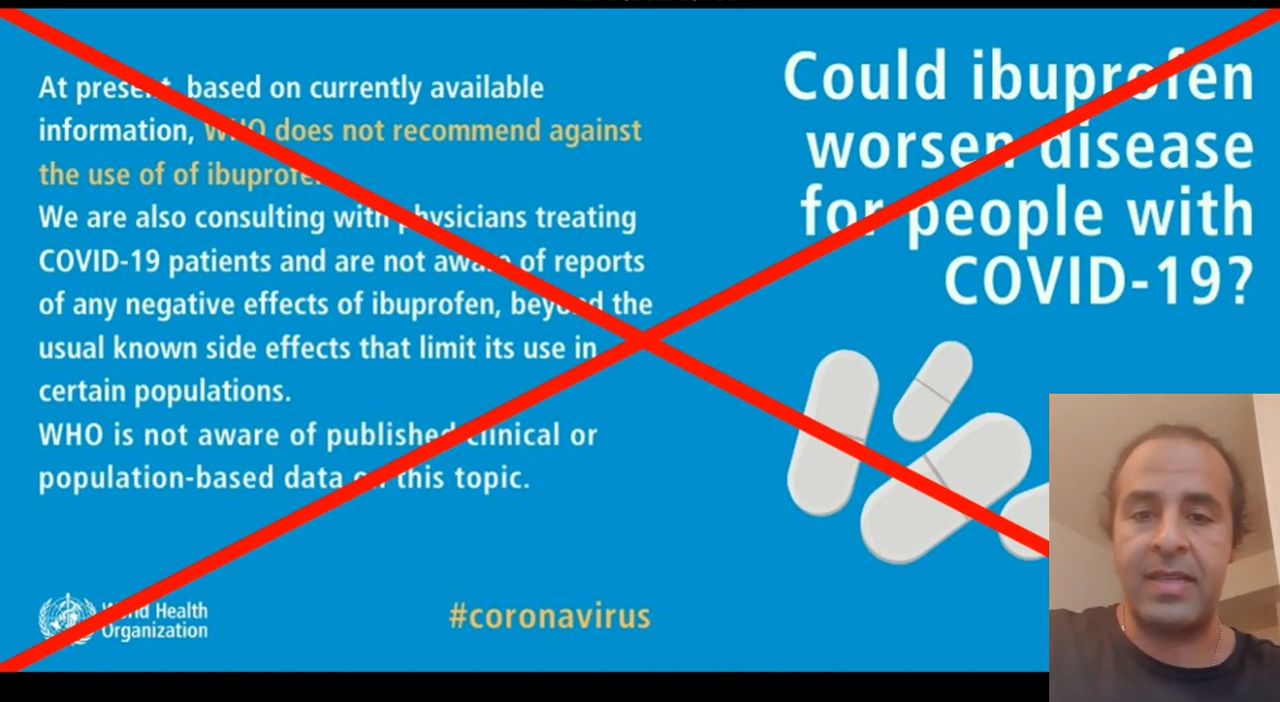 At present, based on currently available
information, WHO does not recommend against
the use of of ibuprofen.
We are also consulting with physicians treating
COVID-19 patients and are not aware of reports
of any negative effects of ibuprofen, beyond the
usual known side effects that limit its use in
certain populations.
WHO is not aware of published clinical or
population-based data on this topic.
World Health
Organization
#coronavirus
Could ibuprofen
worsen disease
for people with
COVID-19?